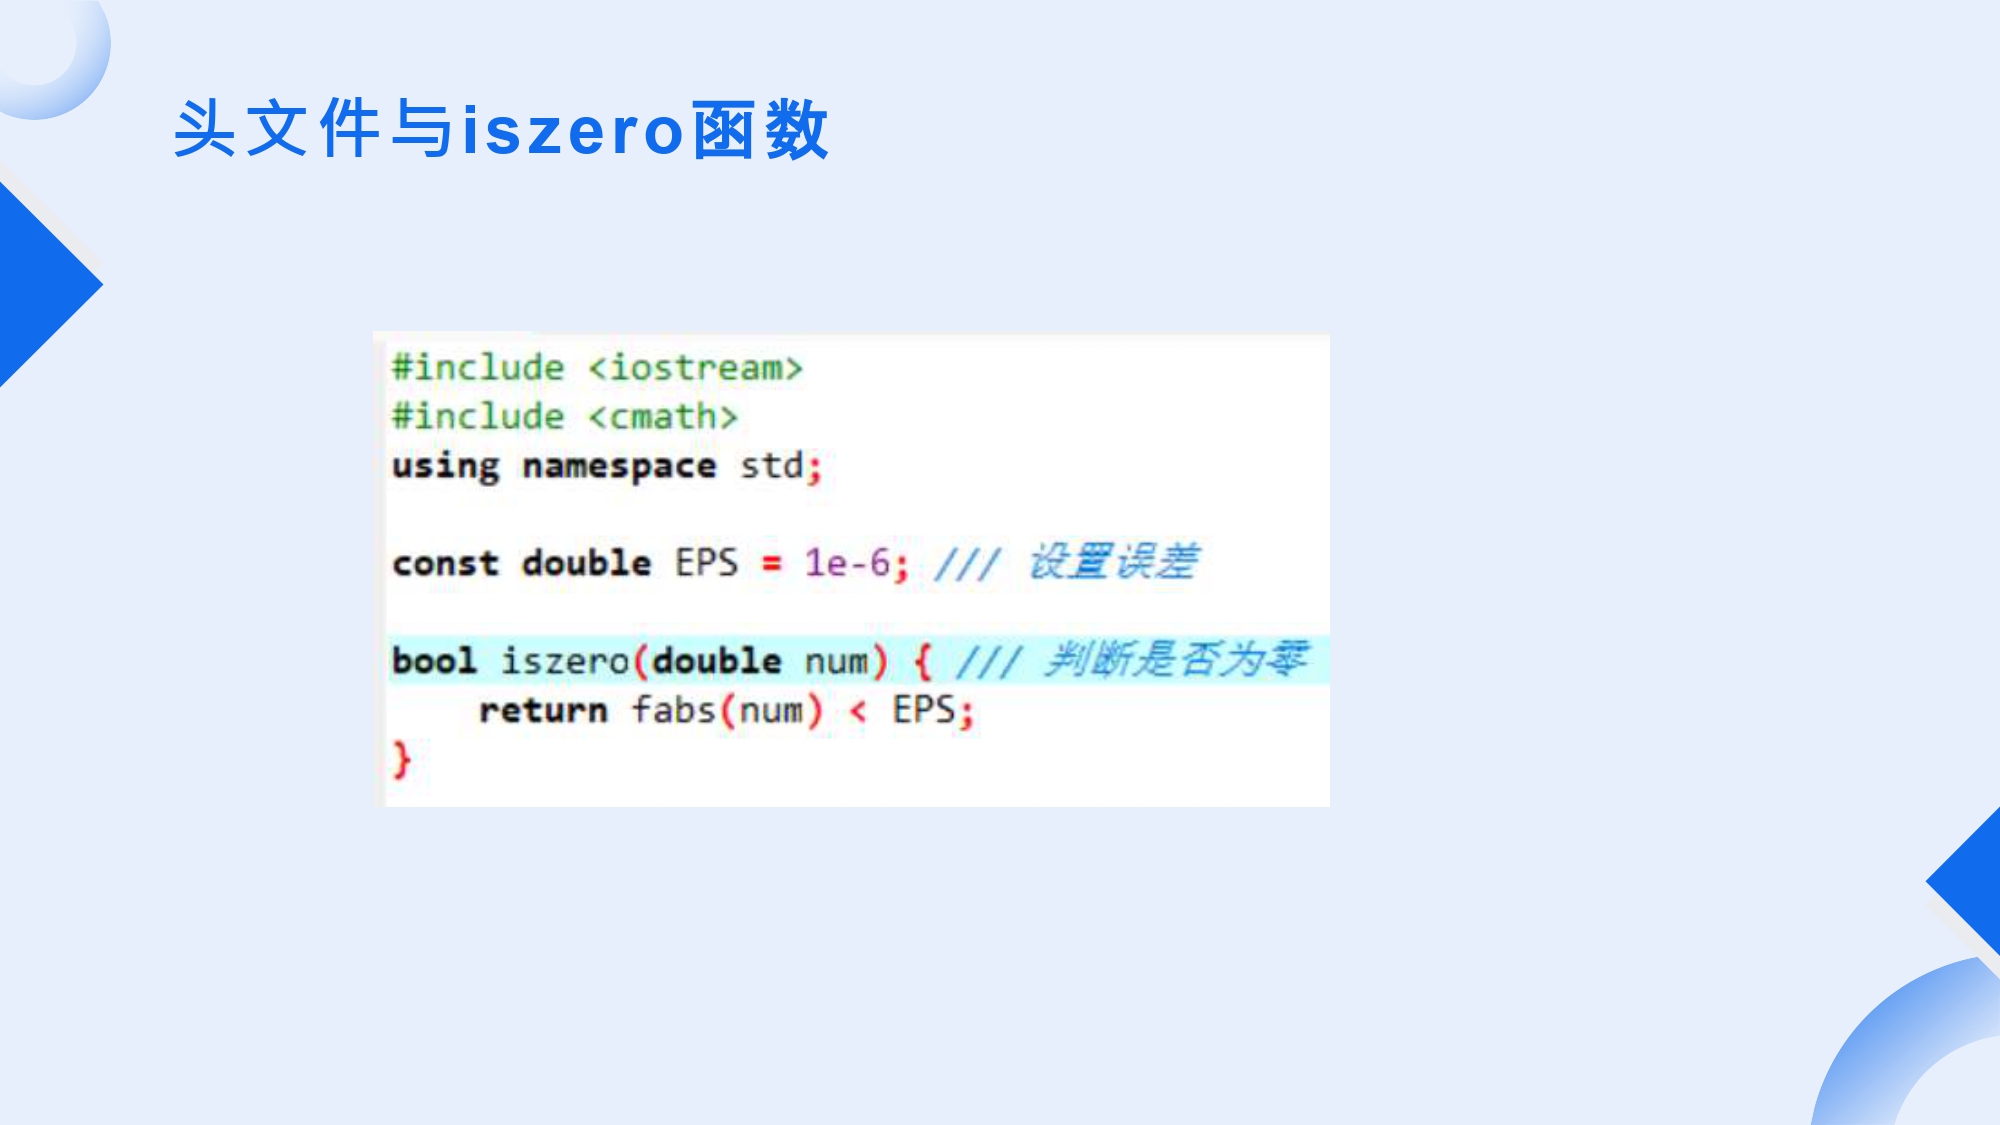 头文件与iszero函数
#include <iostream>
#include <cmath>
using namespace std;
const double EPS = 1e-6; /// 设置误差
bool iszero(double num) { /// 判断是否为零
    return fabs(num) < EPS;
}